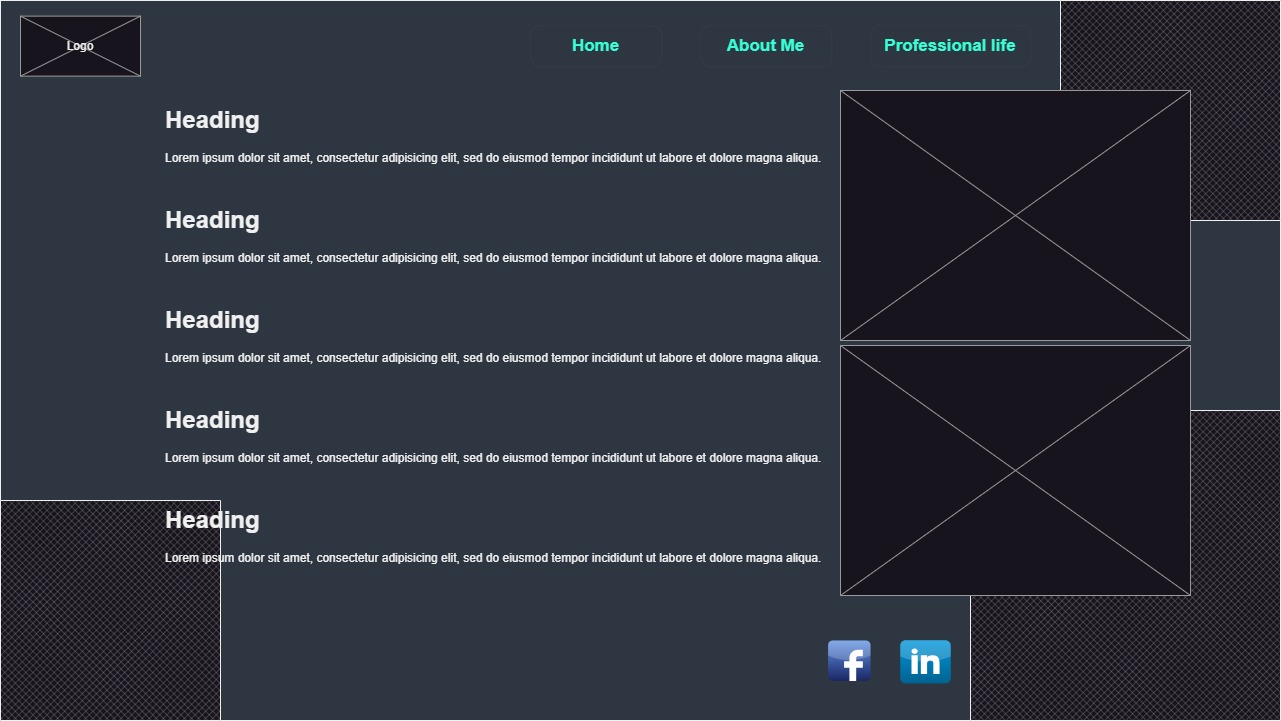 Logo
Home
About Me
Professional life
Heading
Lorem ipsum dolor sit amet, consectetur adipisicing elit, sed do eiusmod tempor incididunt ut labore et dolore magna aliqua.
Heading
Lorem ipsum dolor sit amet, consectetur adipisicing elit, sed do eiusmod tempor incididunt ut labore et dolore magna aliqua.
Heading
Lorem ipsum dolor sit amet, consectetur adipisicing elit, sed do eiusmod tempor incididunt ut labore et dolore magna aliqua.
Heading
Lorem ipsum dolor sit amet, consectetur adipisicing elit, sed do eiusmod tempor incididunt ut labore et dolore magna aliqua.
Heading
Lorem ipsum dolor sit amet, consectetur adipisicing elit, sed do eiusmod tempor incididunt ut labore et dolore magna aliqua.
f
in